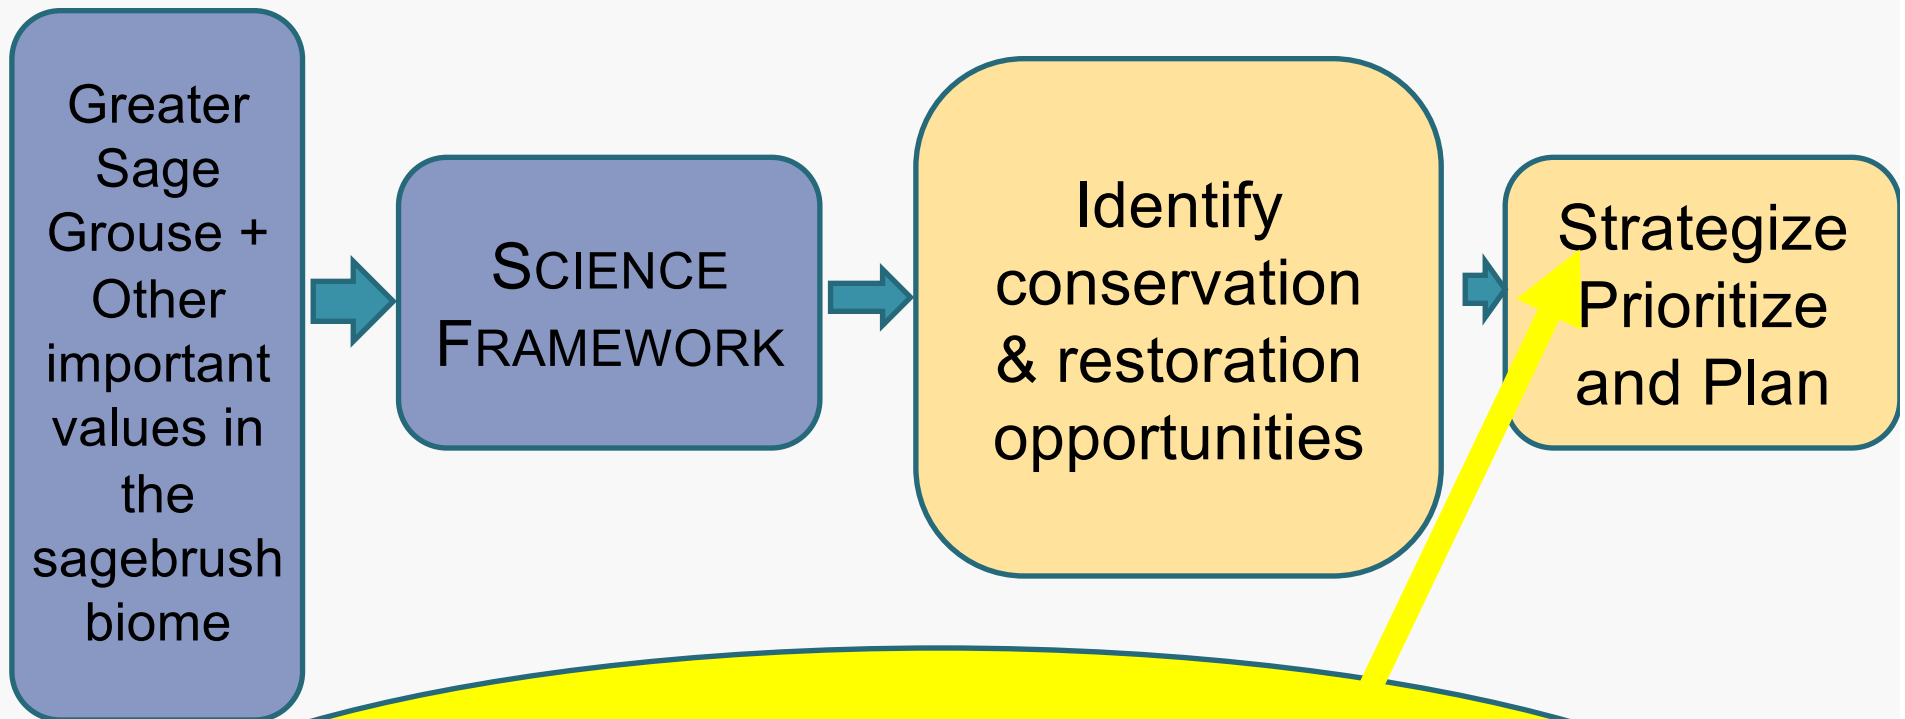 Greater
Sage
Grouse +
Other
important
values in
the
sagebrush
biome
SCIENCE
FRAMEWORK
Identify
conservation
& restoration
opportunities
Strategize
Prioritize
and Plan